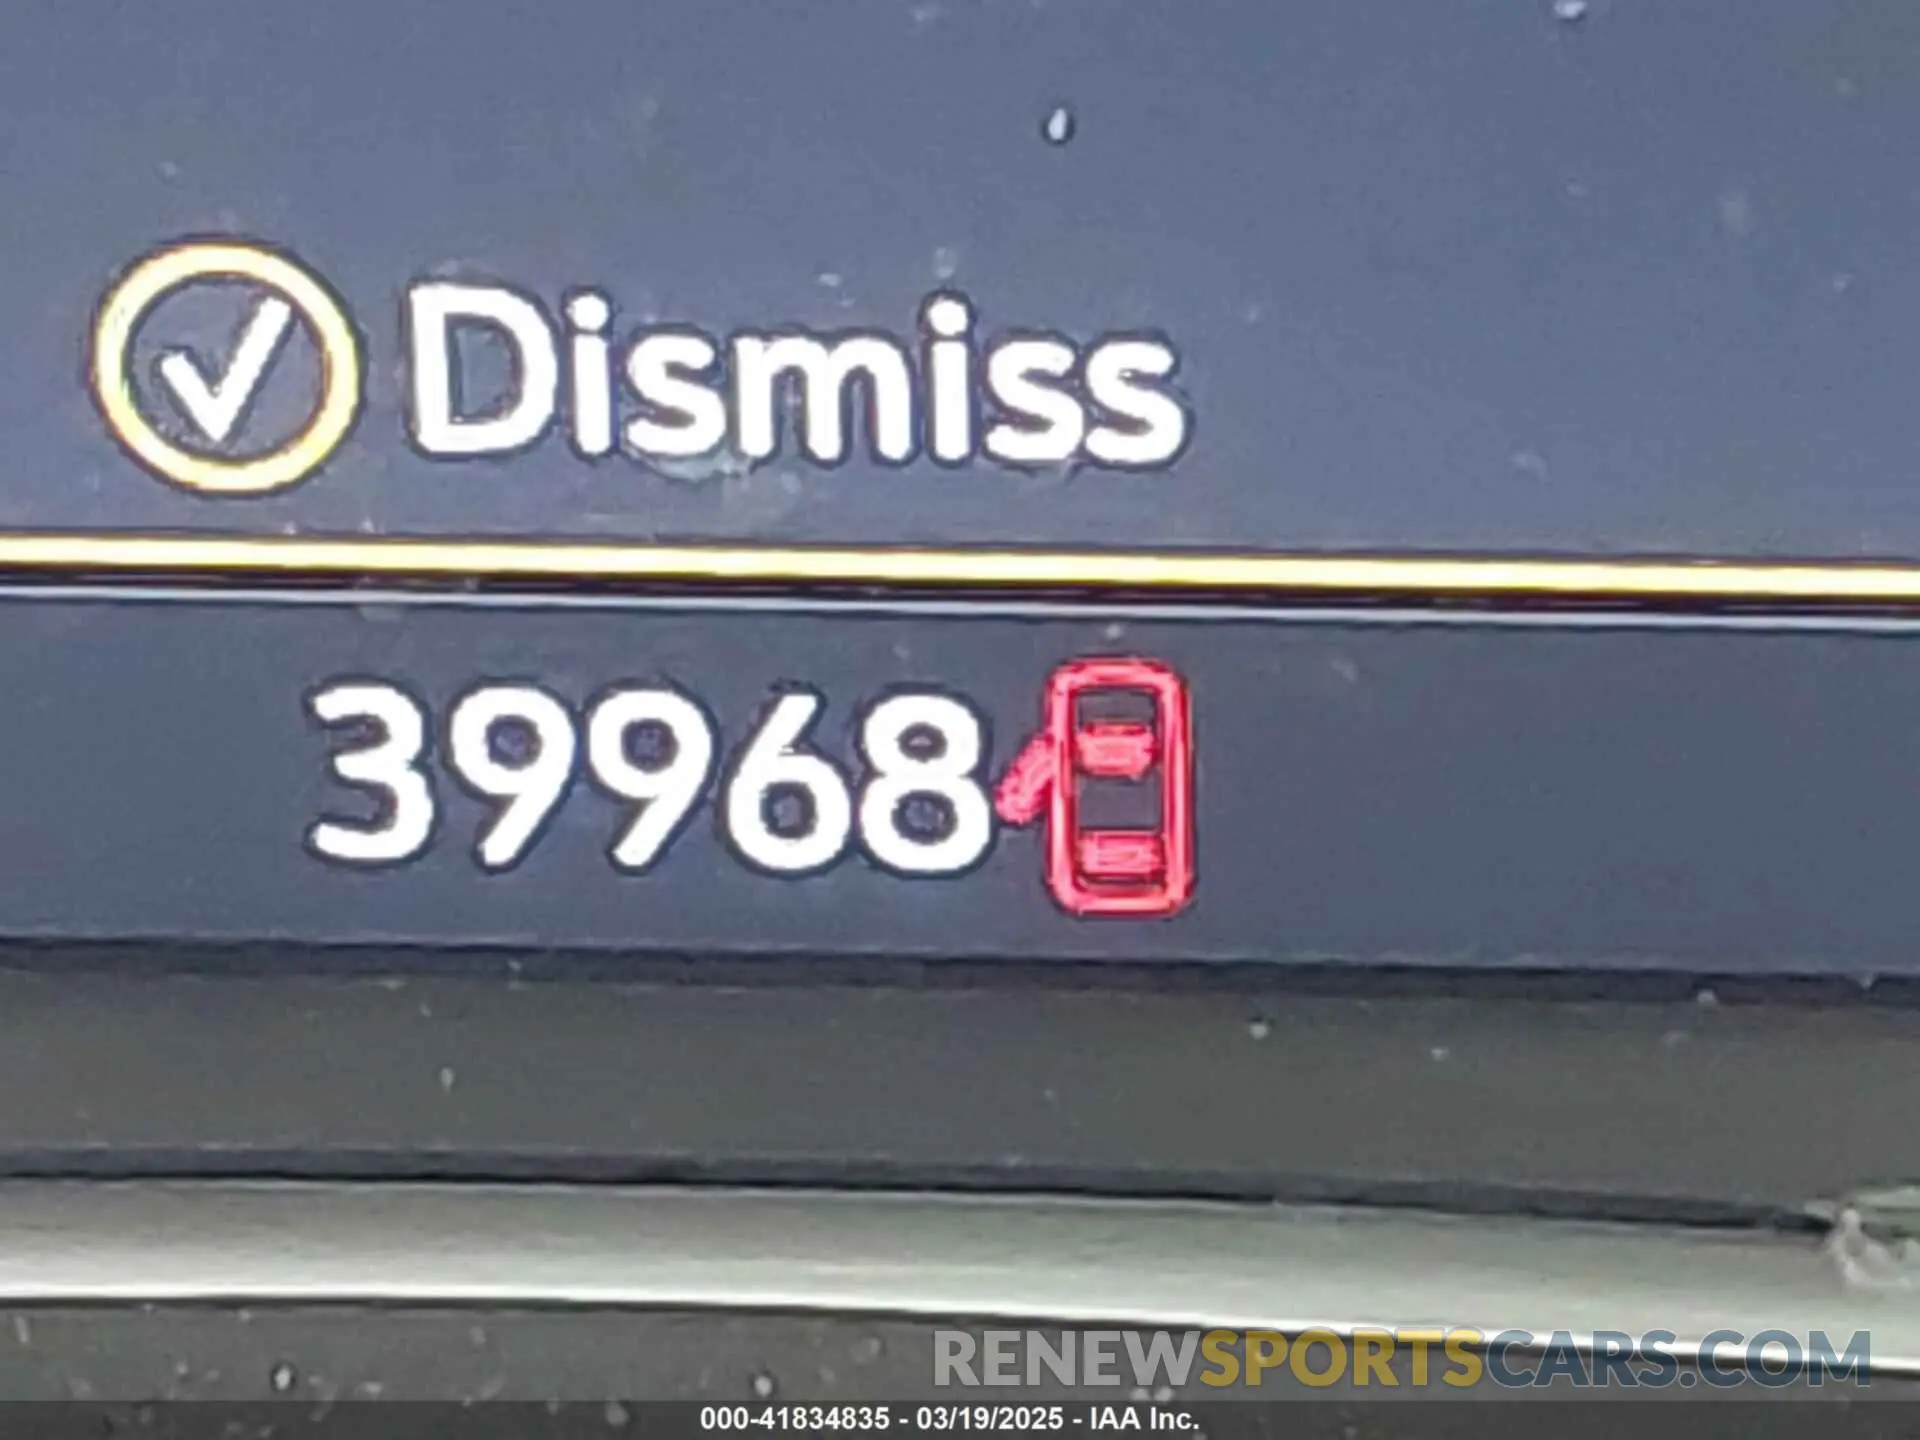 Dismiss
39968
RENEWSPORTSCARS.COM
000-41834835 - 03/19/2025 - IAA Inc.